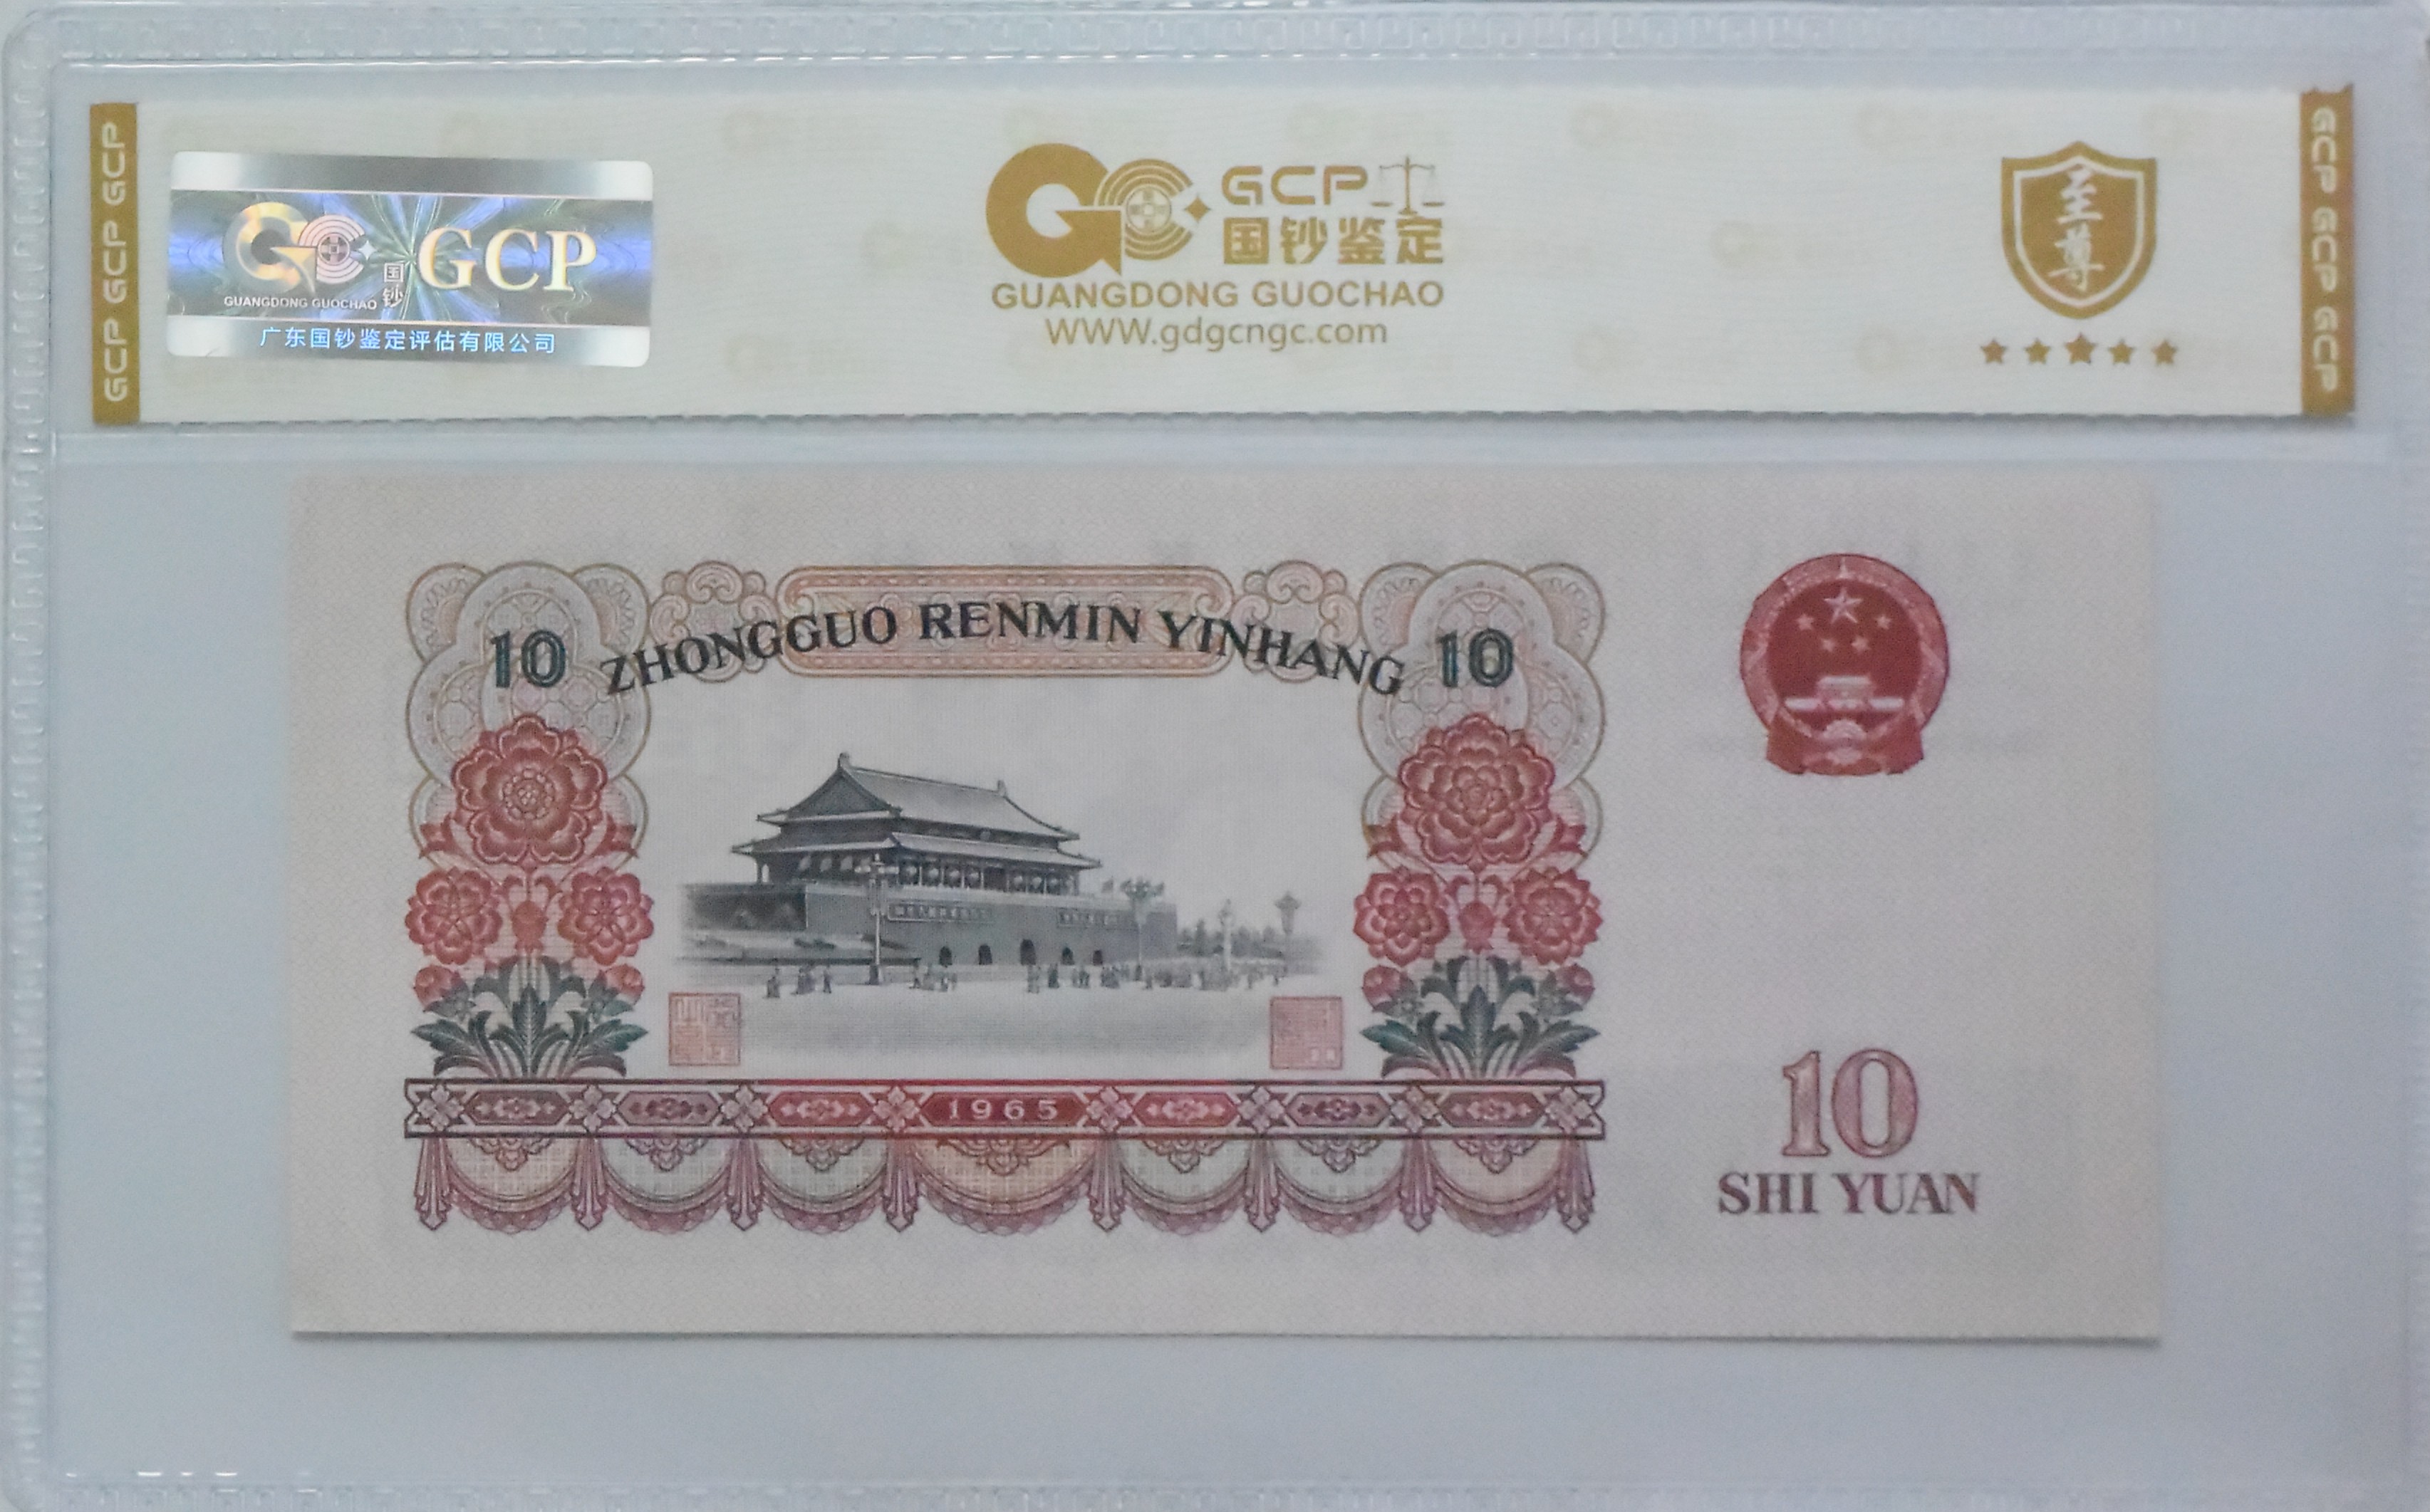 GCP GCP GCP
GUANGDONG GUOCHAO
国钞
GCP
广东国钞鉴定评估有限公司
GCP
国钞鉴定
GUANGDONG GUOCHAO
WWW.gdgcngc.com
至尊
GCP GCP GCP
10 ZHONGGUO RENMIN YINHANG 10
1965
10
SHI YUAN